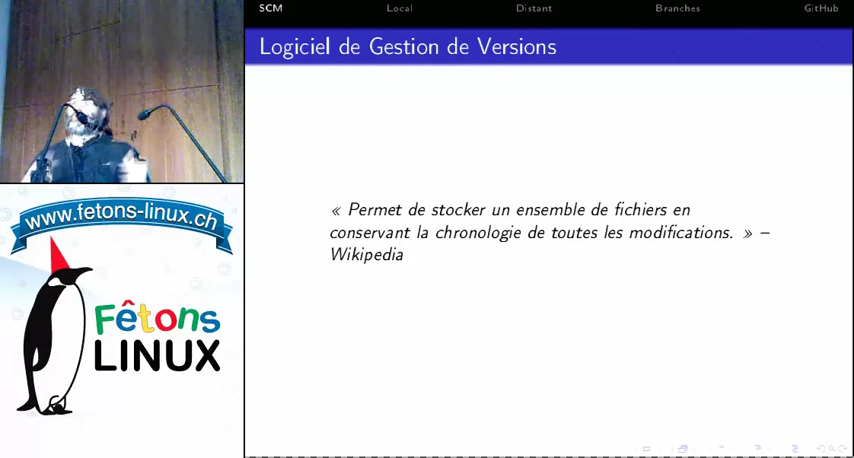 SCM Local Distant Branches GitHub
Logiciel de Gestion de Versions
« Permet de stocker un ensemble de fichiers en
conservant la chronologie de toutes les modifications. » –
Wikipedia
www.fetons-linux.ch
Fêtons
LINUX